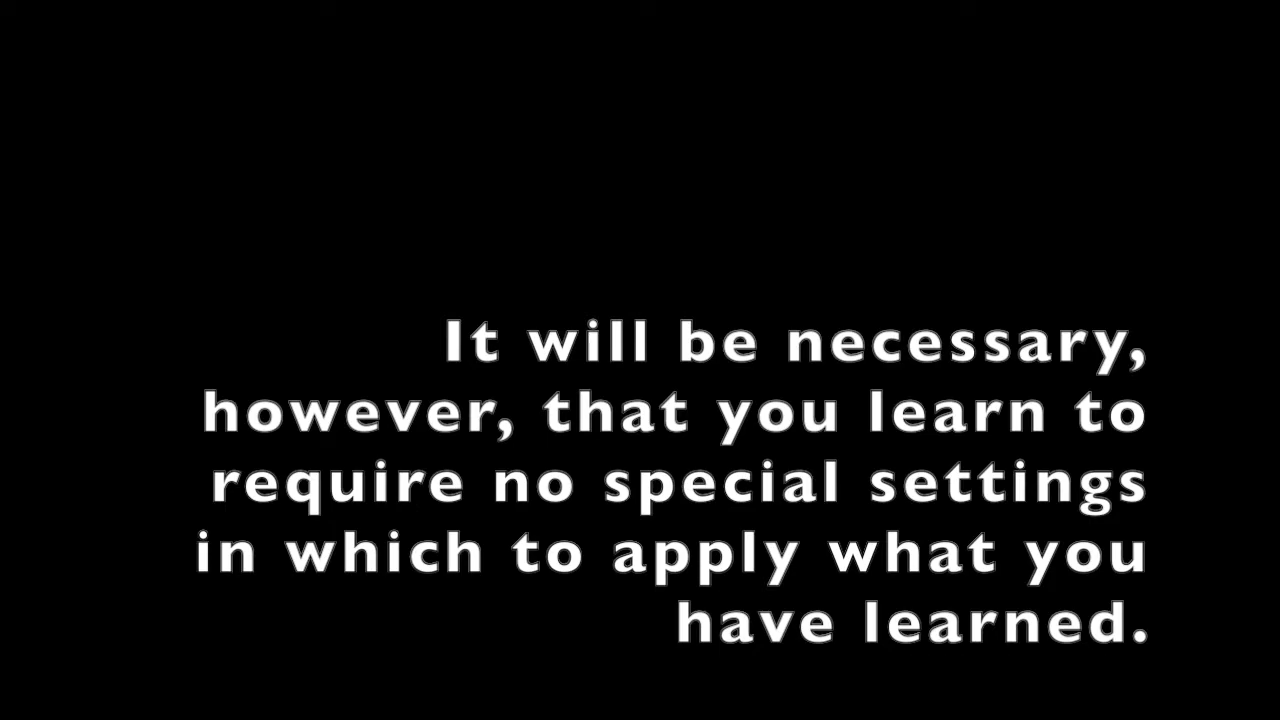 It will be necessary,
however, that you learn to
require no special settings
in which to apply what you
have learned.